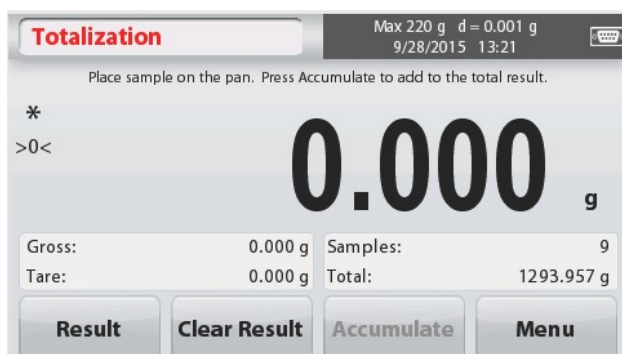 Totalization
Max 220 g d = 0.001 g
9/28/2015 13:21
Place sample on the pan. Press Accumulate to add to the total result.
*
>0<
0.000 g
Gross: 0.000 g Samples: 9
Tare: 0.000 g Total: 1293.957 g
Result Clear Result Accumulate Menu